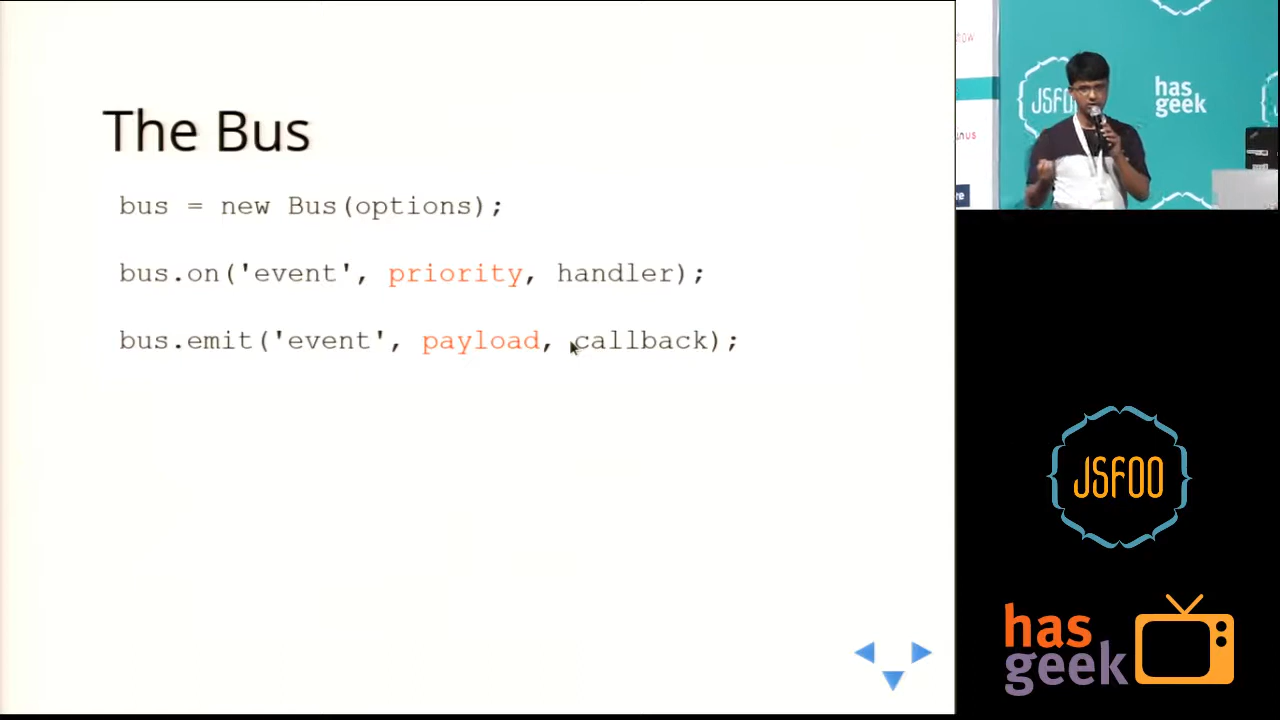 The Bus
bus = new Bus(options);
bus.on('event', priority, handler);
bus.emit('event', payload, callback);
JSFOO
has
geek
has
geek